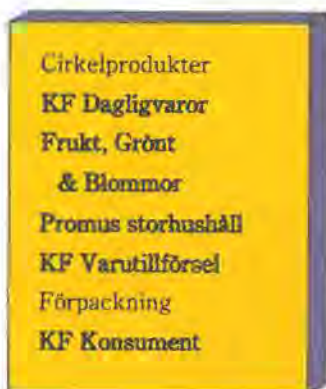 Cirkelprodukter
KF Dagligvaror
Frukt, Grönt
& Blommor
Promus storhushåll
KF Varutillförsel
Förpackning
KF Konsument